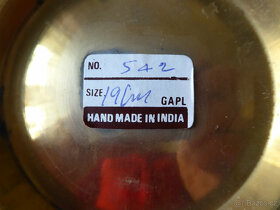 NO. 542
SIZE 19cm
GAPL
HAND MADE IN INDIA